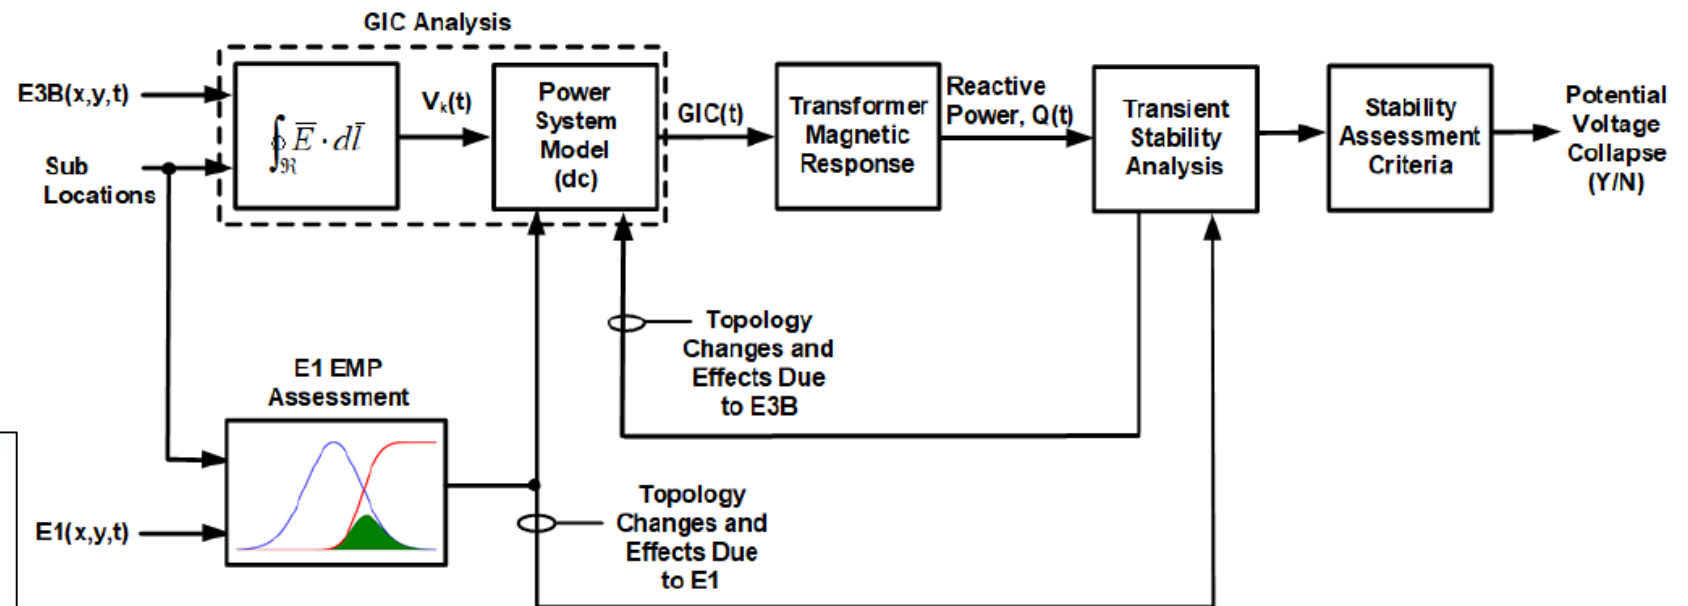 GIC Analysis
E3B(x,y,t)
Sub
Locations
∮ℜ E̅ · dl̅
Vₖ(t)
Power
System
Model
(dc)
GIC(t)
Transformer
Magnetic
Response
Reactive
Power, Q(t)
Transient
Stability
Analysis
Stability
Assessment
Criteria
Potential
Voltage
Collapse
(Y/N)
Topology
Changes and
Effects Due
to E3B
E1 EMP
Assessment
E1(x,y,t)
Topology
Changes and
Effects Due
to E1